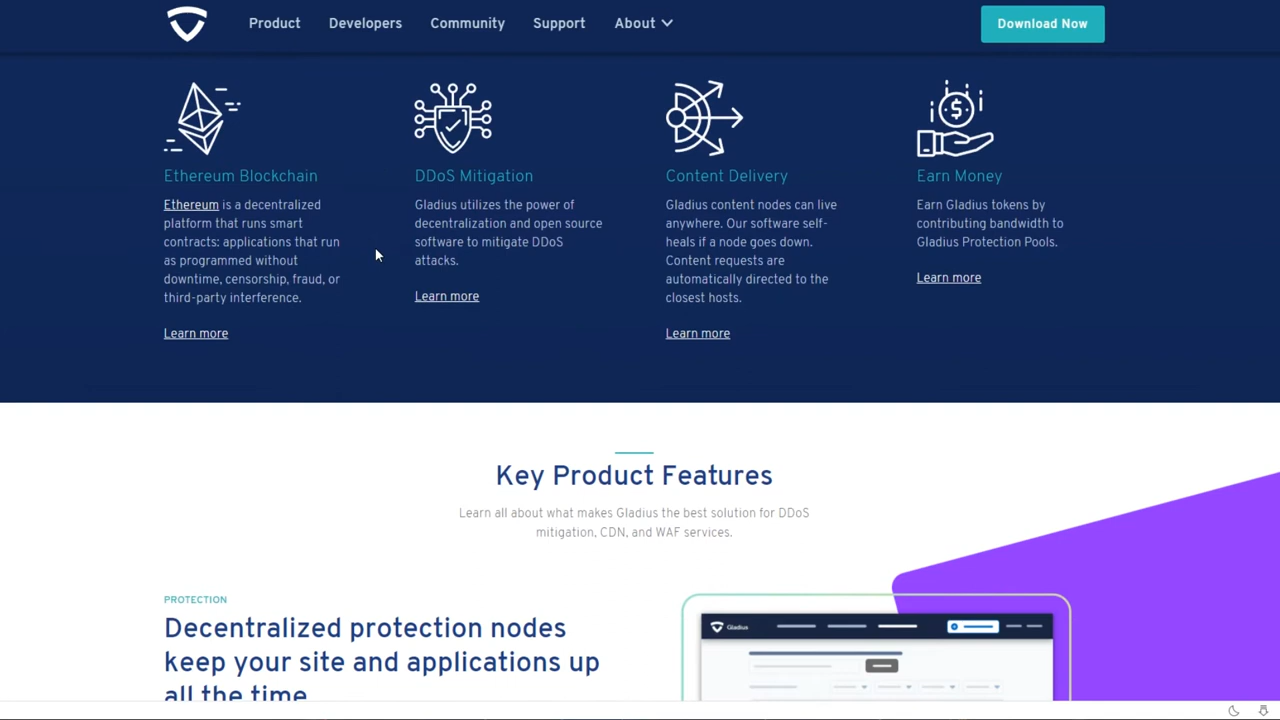 Product Developers Community Support About Download Now
Ethereum Blockchain
Ethereum is a decentralized
platform that runs smart
contracts: applications that run
as programmed without
downtime, censorship, fraud, or
third-party interference.
Learn more
DDoS Mitigation
Gladius utilizes the power of
decentralization and open source
software to mitigate DDoS
attacks.
Learn more
Content Delivery
Gladius content nodes can live
anywhere. Our software self-
heals if a node goes down.
Content requests are
automatically directed to the
closest hosts.
Learn more
$
Earn Money
Earn Gladius tokens by
contributing bandwidth to
Gladius Protection Pools.
Learn more
Key Product Features
Learn all about what makes Gladius the best solution for DDoS
mitigation, CDN, and WAF services.
PROTECTION
Decentralized protection nodes
keep your site and applications up
all the time
Gladius